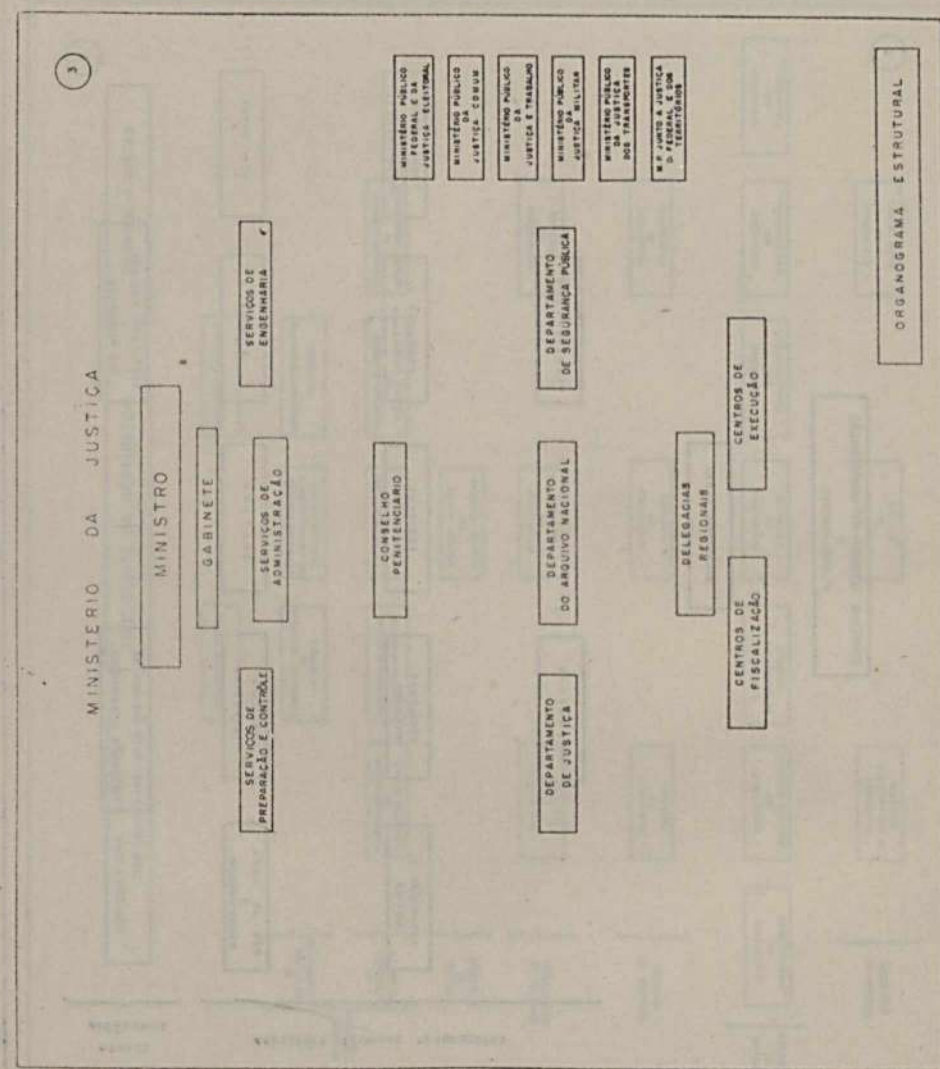 3
MINISTERIO DA JUSTIÇA
MINISTRO
GABINETE
SERVIÇOS DE
PREPARAÇÃO E CONTRÔLE
SERVIÇOS DE
ADMINISTRAÇÃO
SERVIÇOS DE
ENGENHARIA
CONSELHO
PENITENCIARIO
MINISTÉRIO PÚBLICO
FEDERAL E DA
JUSTIÇA ELEITORAL
MINISTÉRIO PÚBLICO
DA
JUSTIÇA COMUM
MINISTÉRIO PÚBLICO
DA
JUSTIÇA E TRABALHO
MINISTÉRIO PÚBLICO
DA
JUSTIÇA MILITAR
MINISTÉRIO PÚBLICO
DA JUSTIÇA
DOS TRANSPORTES
M.P. JUNTO A JUSTIÇA
D. FEDERAL E DOS
TERRITÓRIOS
DEPARTAMENTO
DE JUSTIÇA
DEPARTAMENTO
DO ARQUIVO NACIONAL
DEPARTAMENTO
DE SEGURANÇA PÚBLICA
DELEGACIAS
REGIONAIS
CENTROS DE
FISCALIZAÇÃO
CENTROS DE
EXECUÇÃO
ORGANOGRAMA ESTRUTURAL